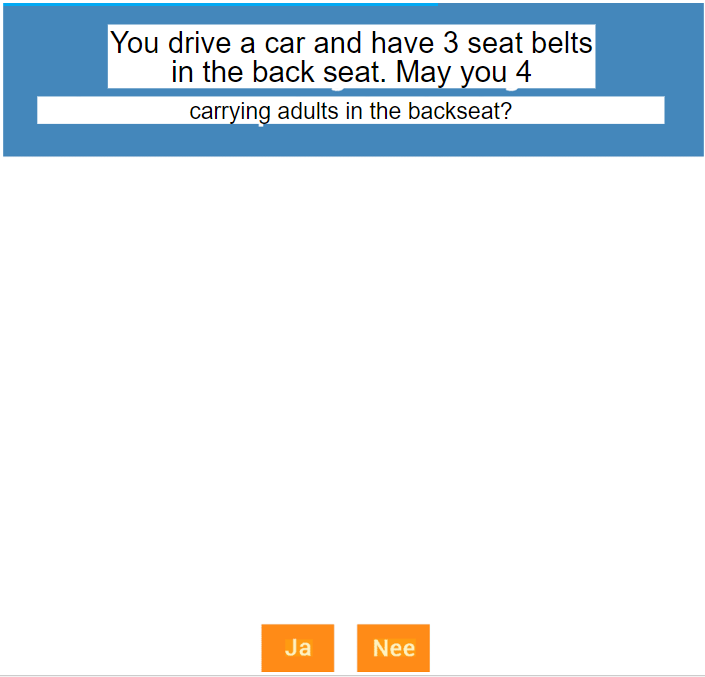 You drive a car and have 3 seat belts
in the back seat. May you 4
carrying adults in the backseat?
Ja
Nee